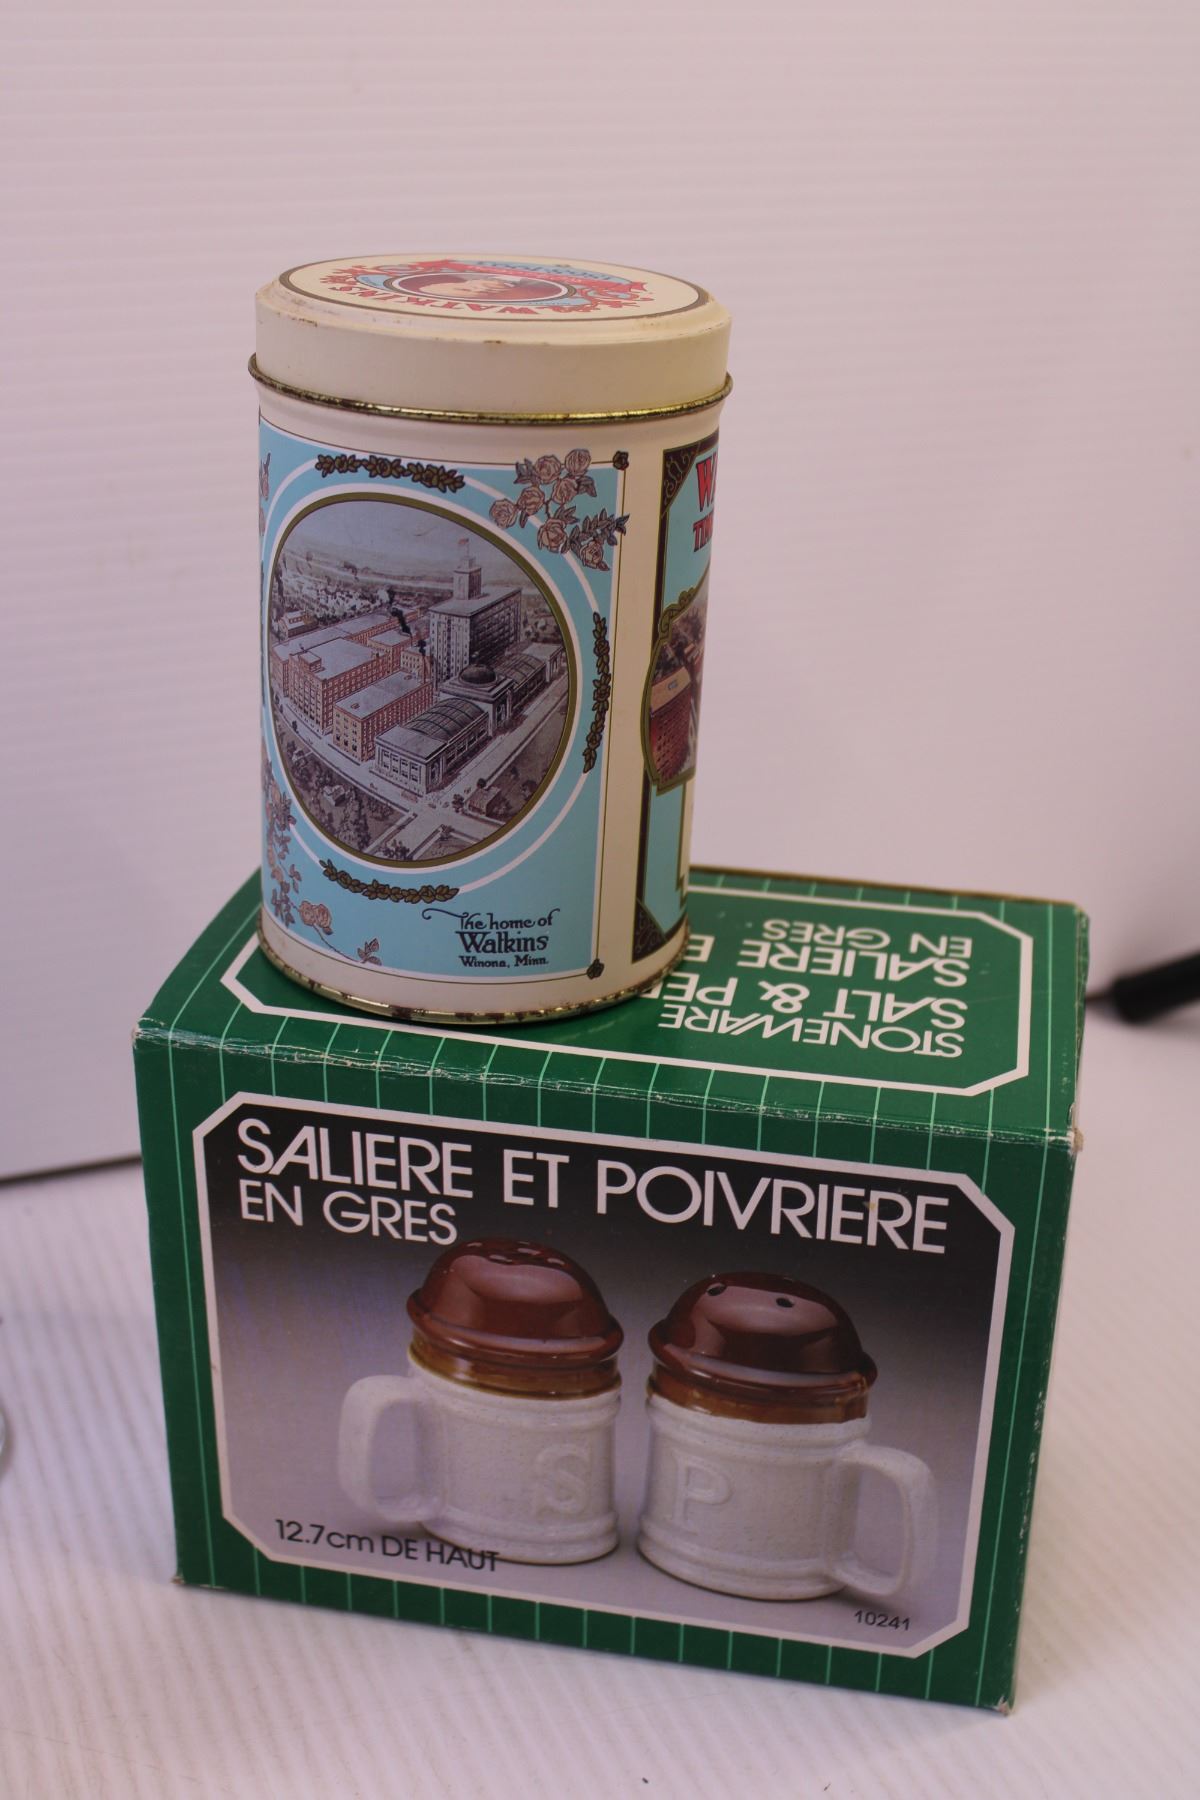 WATKINS
The home of
Watkins
Winona, Minn.
STONEWARE
SALT &
SALIERE
EN GRES
SALIERE ET POIVRIERE
EN GRES
S
P
12.7cm DE HAUT
10241